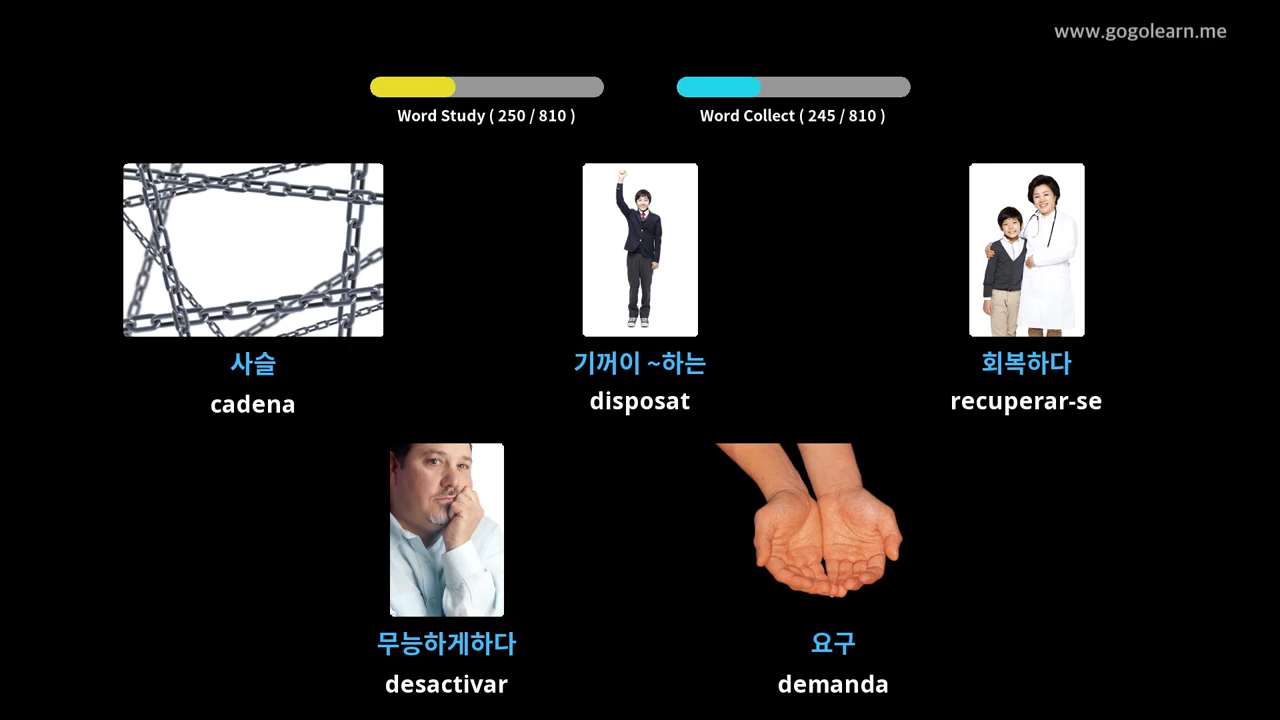 www.gogolearn.me
Word Study ( 250 / 810 )
Word Collect ( 245 / 810 )
사슬
cadena
기꺼이 ~하는
disposat
회복하다
recuperar-se
무능하게하다
desactivar
요구
demanda